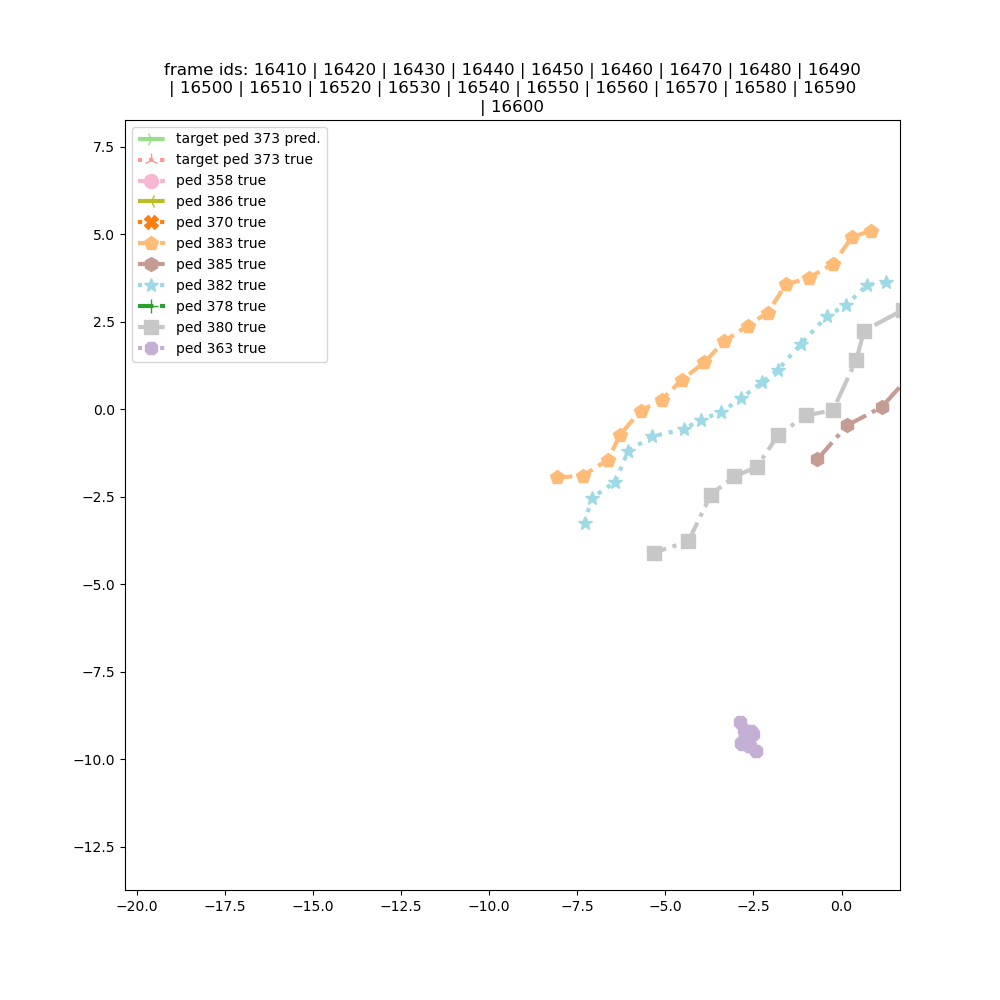 frame ids: 16410 | 16420 | 16430 | 16440 | 16450 | 16460 | 16470 | 16480 | 16490
| 16500 | 16510 | 16520 | 16530 | 16540 | 16550 | 16560 | 16570 | 16580 | 16590
| 16600
target ped 373 pred.
target ped 373 true
ped 358 true
ped 386 true
ped 370 true
ped 383 true
ped 385 true
ped 382 true
ped 378 true
ped 380 true
ped 363 true
7.5
5.0
2.5
0.0
−2.5
−5.0
−7.5
−10.0
−12.5
−20.0 −17.5 −15.0 −12.5 −10.0 −7.5 −5.0 −2.5 0.0